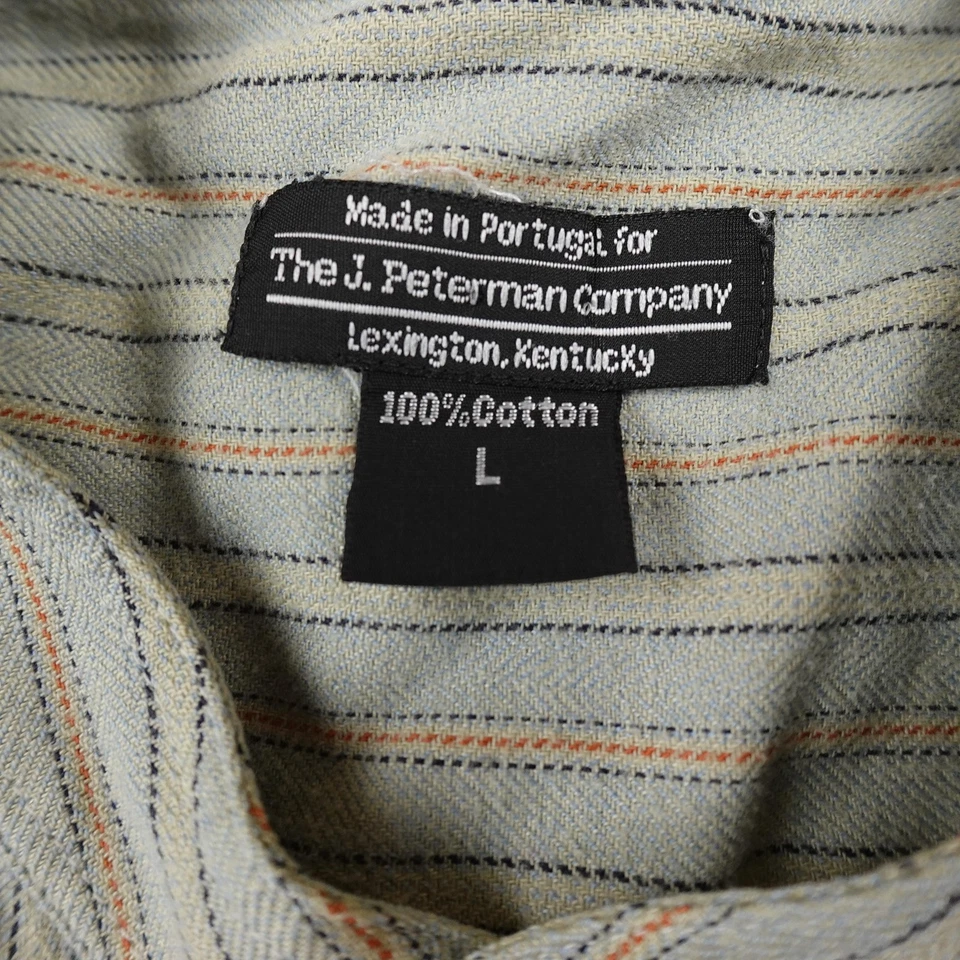 Made in Portugal for
The J. Peterman Company
Lexington, Kentucky
100% Cotton
L